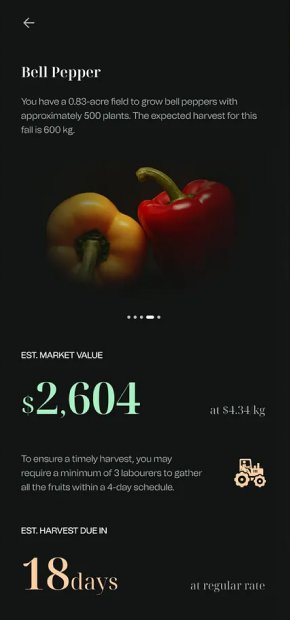 Bell Pepper
You have a 0.83-acre field to grow bell peppers with
approximately 500 plants. The expected harvest for this
fall is 600 kg.
EST. MARKET VALUE
$2,604
at $4.34/kg
To ensure a timely harvest, you may
require a minimum of 3 labourers to gather
all the fruits within a 4-day schedule.
EST. HARVEST DUE IN
18days
at regular rate